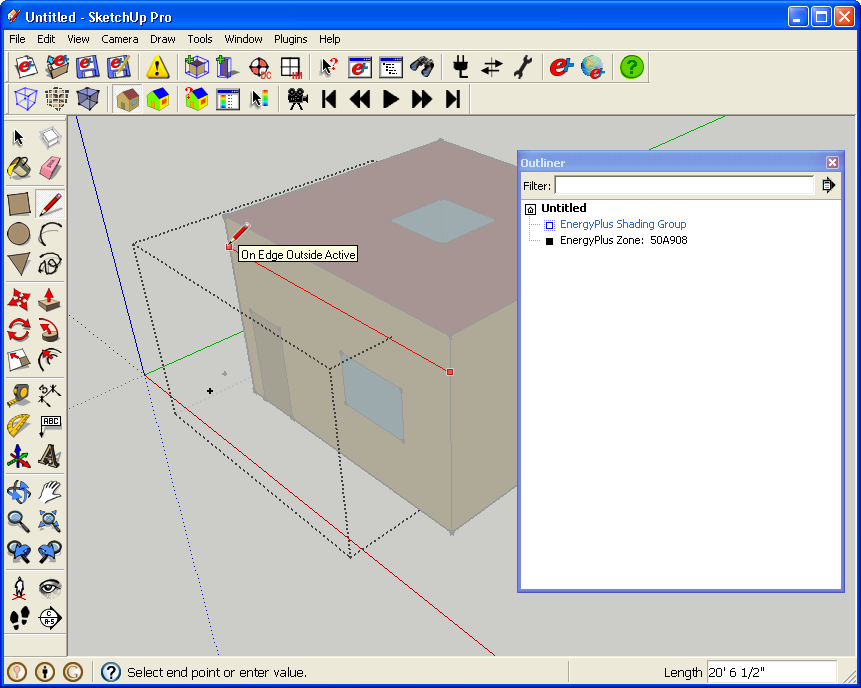 Untitled - SketchUp Pro
File Edit View Camera Draw Tools Window Plugins Help
Outliner
Filter:
Untitled
EnergyPlus Shading Group
EnergyPlus Zone: 50A908
On Edge Outside Active
ABC
Select end point or enter value.
Length 20' 6 1/2"